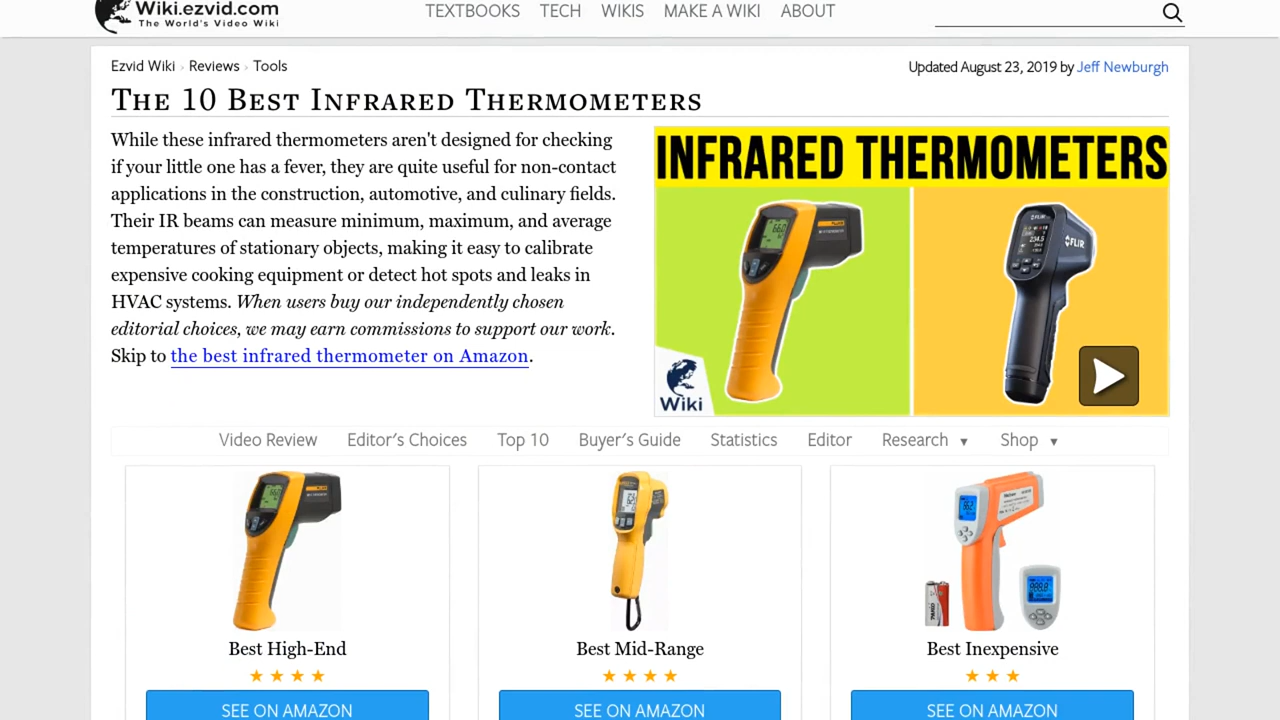 Wiki.ezvid.com
The World's Video Wiki
TEXTBOOKS TECH WIKIS MAKE A WIKI ABOUT
Ezvid Wiki › Reviews › Tools
Updated August 23, 2019 by Jeff Newburgh
The 10 Best Infrared Thermometers
While these infrared thermometers aren't designed for checking
if your little one has a fever, they are quite useful for non-contact
applications in the construction, automotive, and culinary fields.
Their IR beams can measure minimum, maximum, and average
temperatures of stationary objects, making it easy to calibrate
expensive cooking equipment or detect hot spots and leaks in
HVAC systems. When users buy our independently chosen
editorial choices, we may earn commissions to support our work.
Skip to the best infrared thermometer on Amazon.
INFRARED THERMOMETERS
FLUKE
FLIR
234.5
Wiki
Video Review Editor's Choices Top 10 Buyer's Guide Statistics Editor Research ▼ Shop ▼
Best High-End
SEE ON AMAZON
Best Mid-Range
SEE ON AMAZON
Best Inexpensive
SEE ON AMAZON